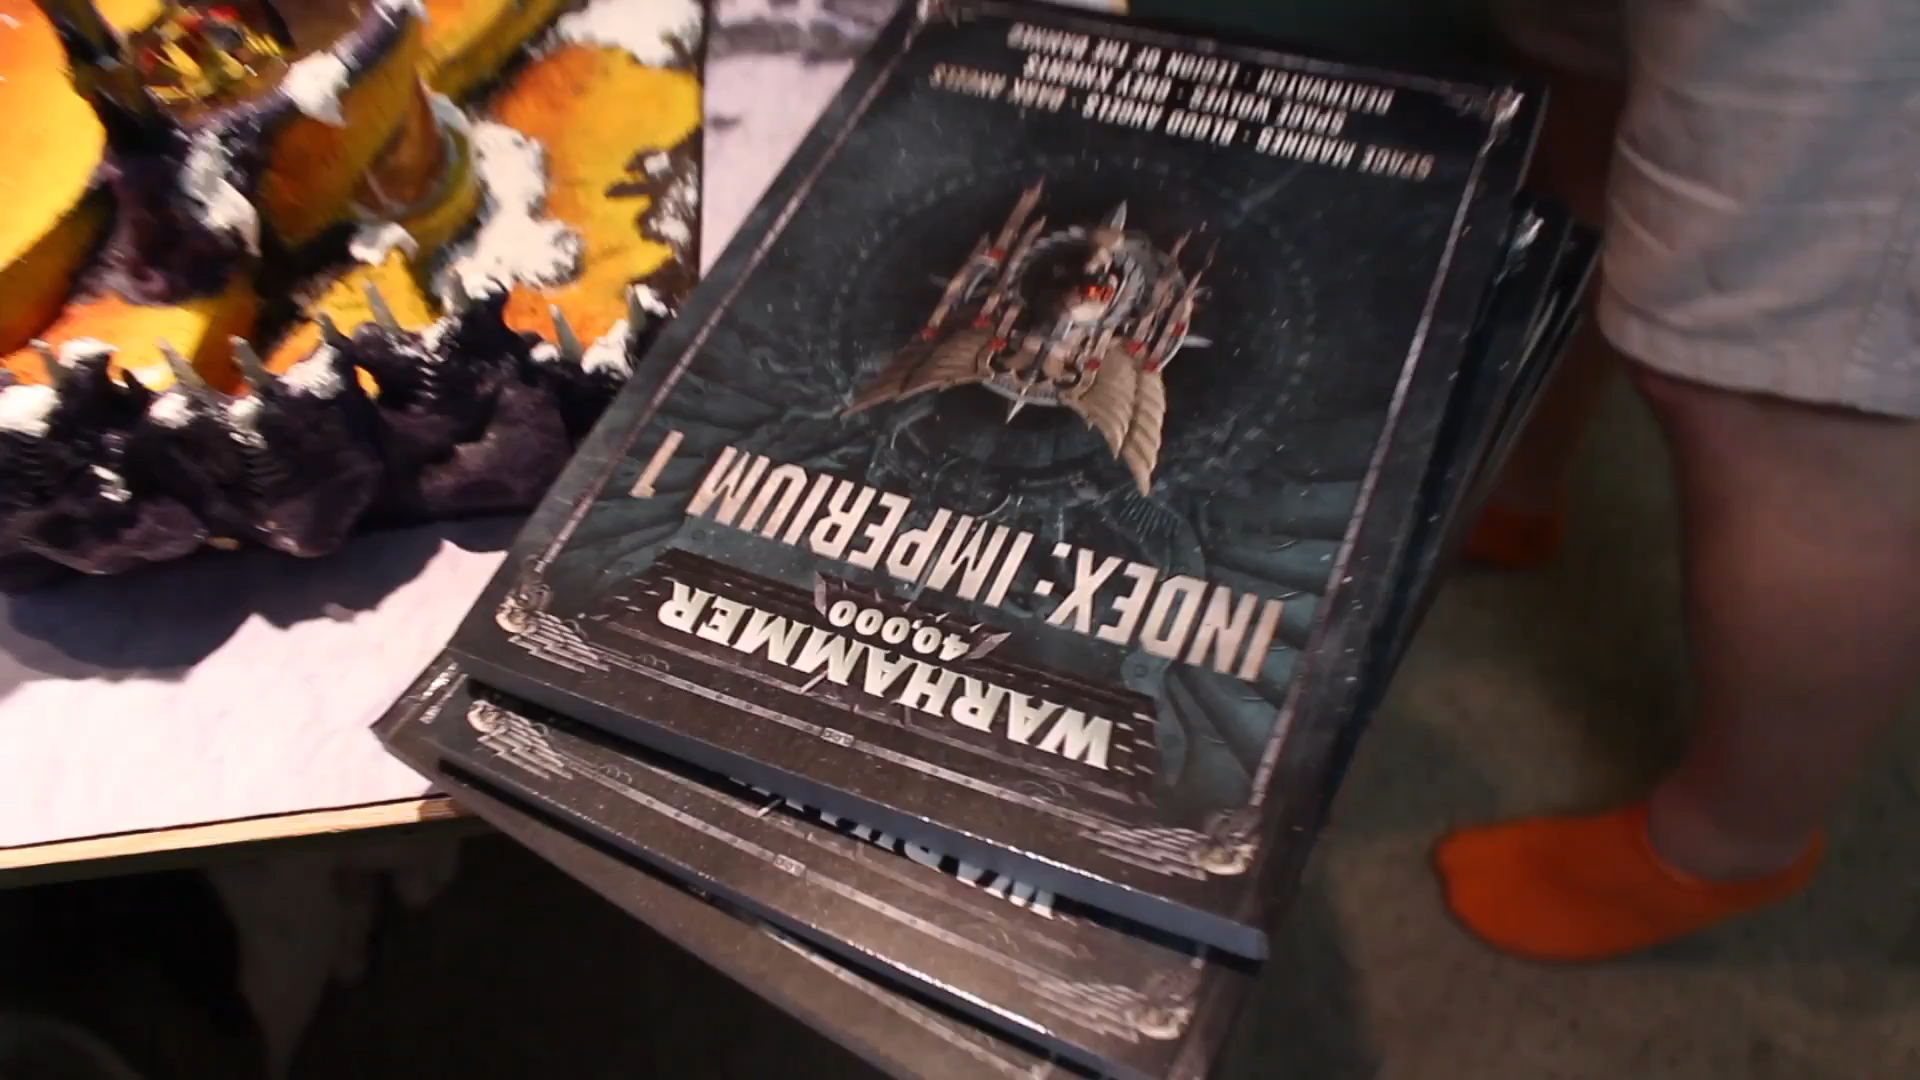 WARHAMMER
40,000
INDEX: IMPERIUM 1
SPACE MARINES · BLOOD ANGELS · DARK ANGELS
SPACE WOLVES · GREY KNIGHTS
DEATHWATCH · LEGION OF THE DAMNED